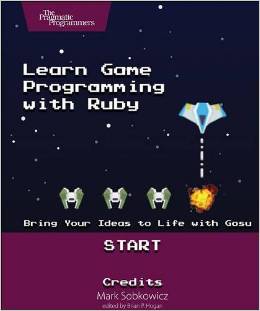 The
Pragmatic
Programmers
Learn Game
Programming
with Ruby
Bring Your Ideas to Life with Gosu
START
Credits
Mark Sobkowicz
edited by Brian P. Hogan